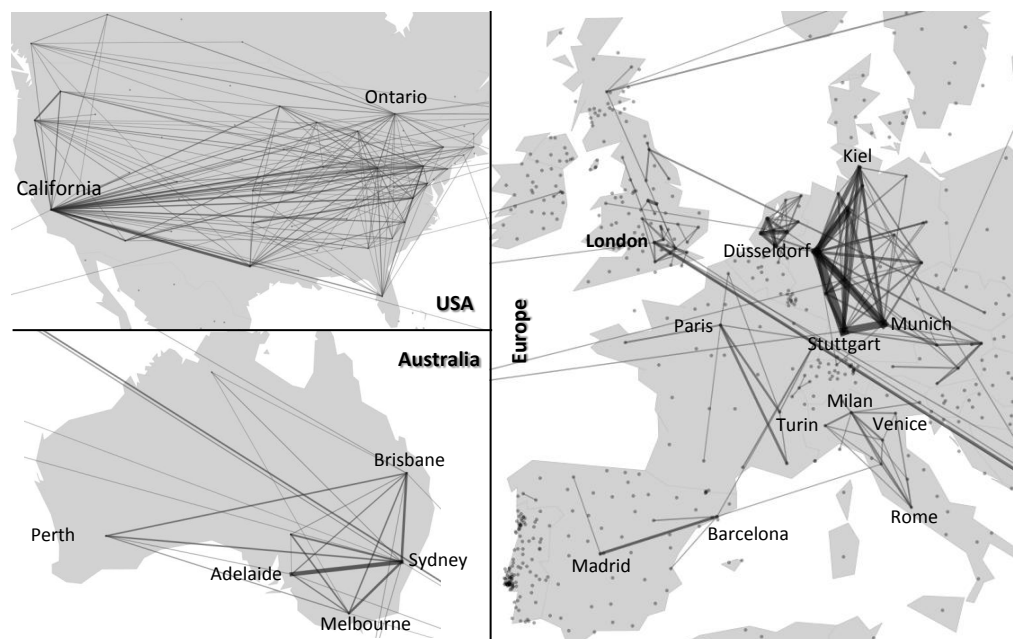 Ontario
California
USA
Australia
Brisbane
Perth
Sydney
Adelaide
Melbourne
Europe
Kiel
London
Düsseldorf
Paris
Munich
Stuttgart
Milan
Turin
Venice
Rome
Barcelona
Madrid